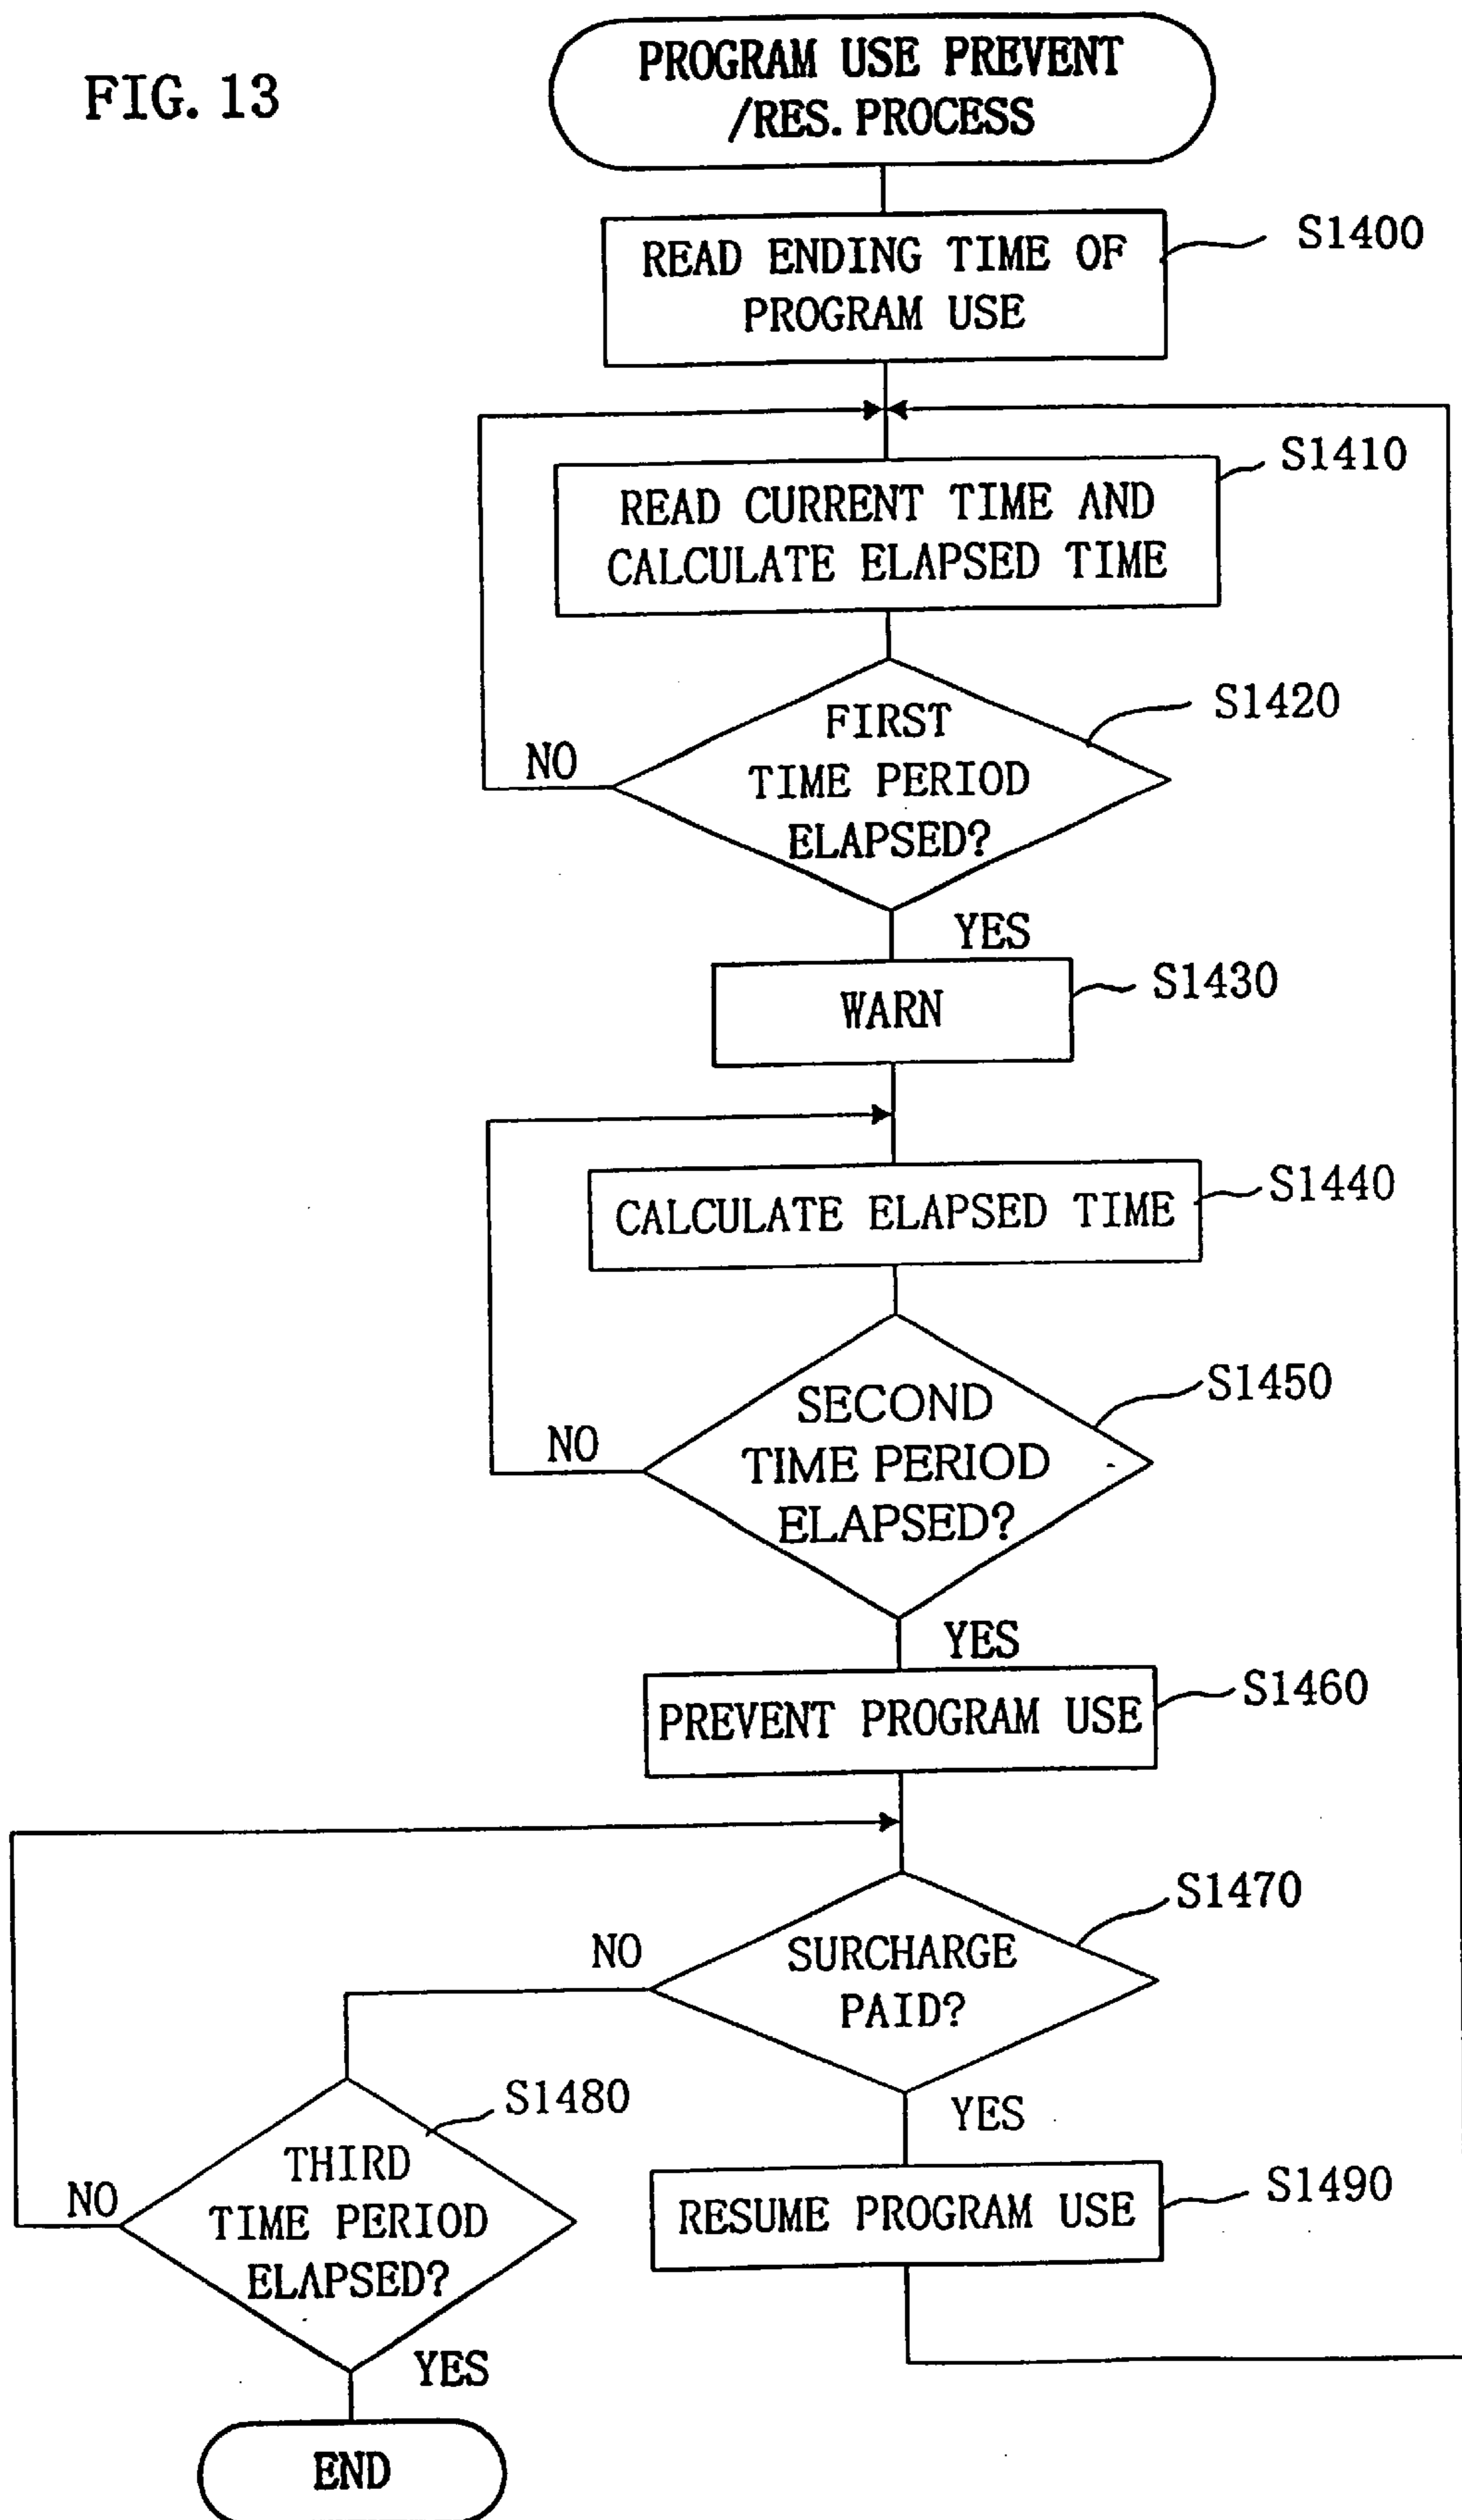 FIG. 13
PROGRAM USE PREVENT
/RES. PROCESS
READ ENDING TIME OF
PROGRAM USE
S1400
READ CURRENT TIME AND
CALCULATE ELAPSED TIME
S1410
FIRST
TIME PERIOD
ELAPSED?
S1420
NO
YES
WARN
S1430
CALCULATE ELAPSED TIME
S1440
SECOND
TIME PERIOD
ELAPSED?
S1450
NO
YES
PREVENT PROGRAM USE
S1460
SURCHARGE
PAID?
S1470
NO
YES
THIRD
TIME PERIOD
ELAPSED?
S1480
NO
YES
RESUME PROGRAM USE
S1490
END